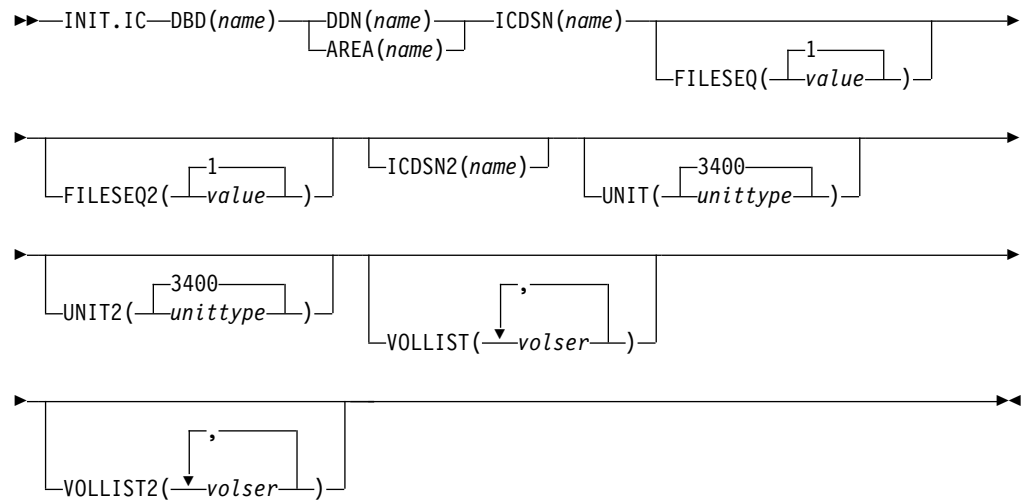 INIT.IC DBD(name) DDN(name) ICDSN(name) 1
AREA(name) FILESEQ( value )
1 ICDSN2(name) 3400
FILESEQ2( value ) UNIT( unittype )
3400 ,
UNIT2( unittype ) VOLLIST( volser )
,
VOLLIST2( volser )